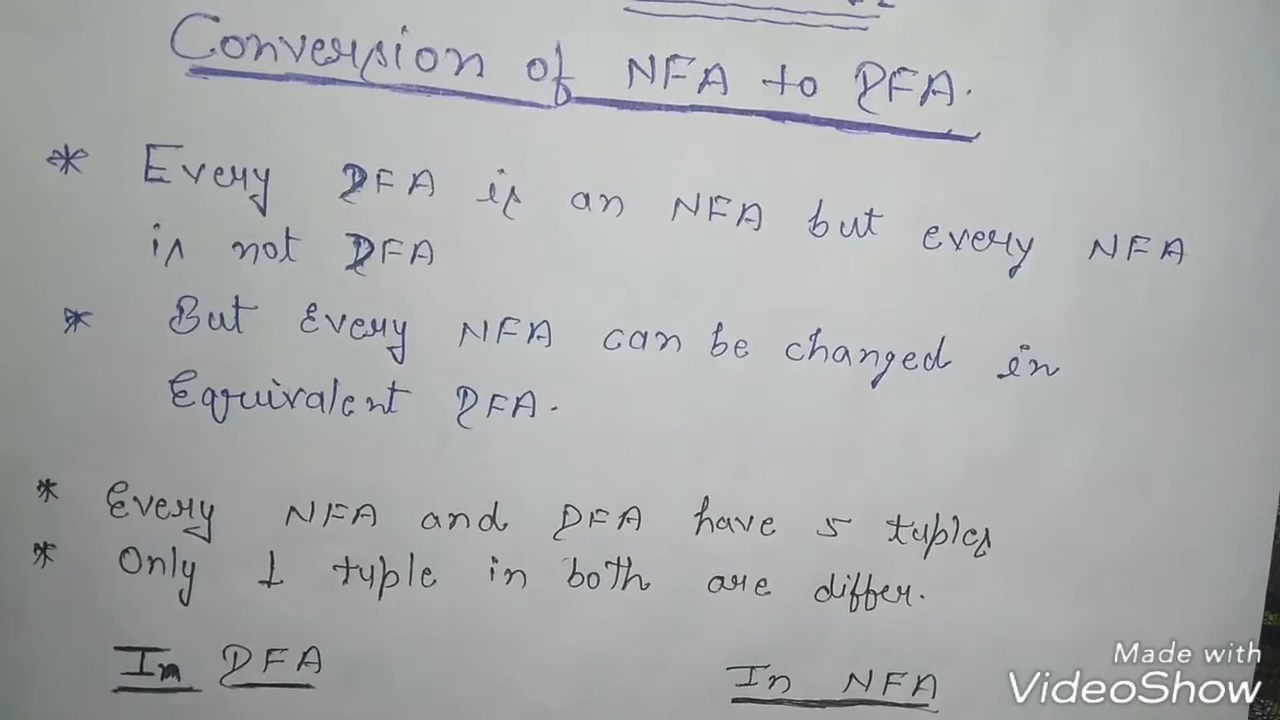 Conversion of NFA to DFA.
* Every DFA is an NFA but every NFA
is not DFA
* But every NFA can be changed in
Equivalent DFA.
* Every NFA and DFA have 5 tuples
* Only 1 tuple in both are differ.
In DFA In NFA
Made with
VideoShow